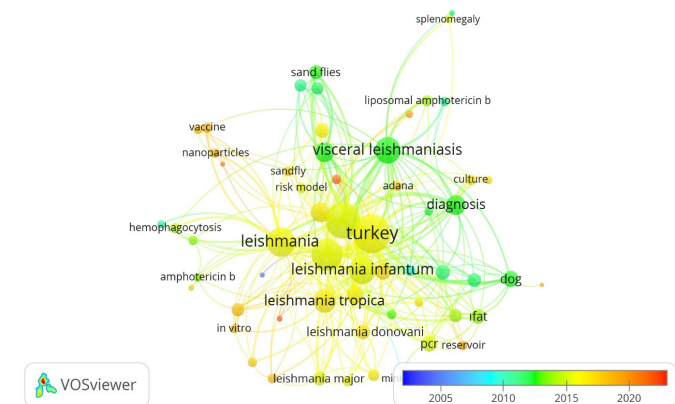 splenomegaly
sand flies
liposomal amphotericin b
vaccine
visceral leishmaniasis
nanoparticles
sandfly
culture
risk model
adana
diagnosis
hemophagocytosis
turkey
leishmania
leishmania infantum
amphotericin b
dog
leishmania tropica
ifat
in vitro
leishmania donovani
pcr
reservoir
leishmania major
VOSviewer
2005
2010
2015
2020